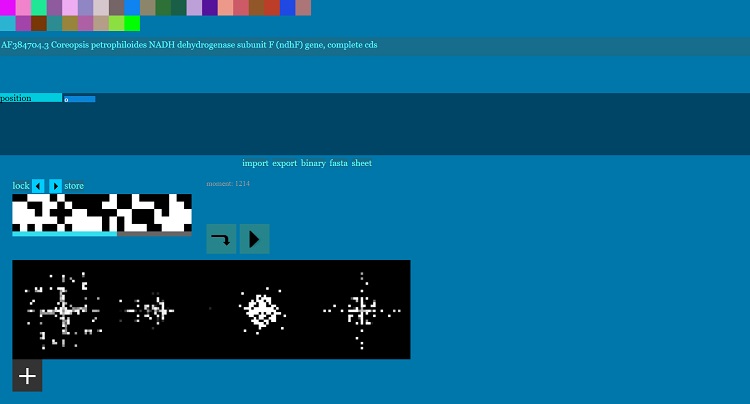 AF384704.3 Coreopsis petrophiloides NADH dehydrogenase subunit F (ndhF) gene, complete cds
position 0
import export binary fasta sheet
lock store
moment: 1214